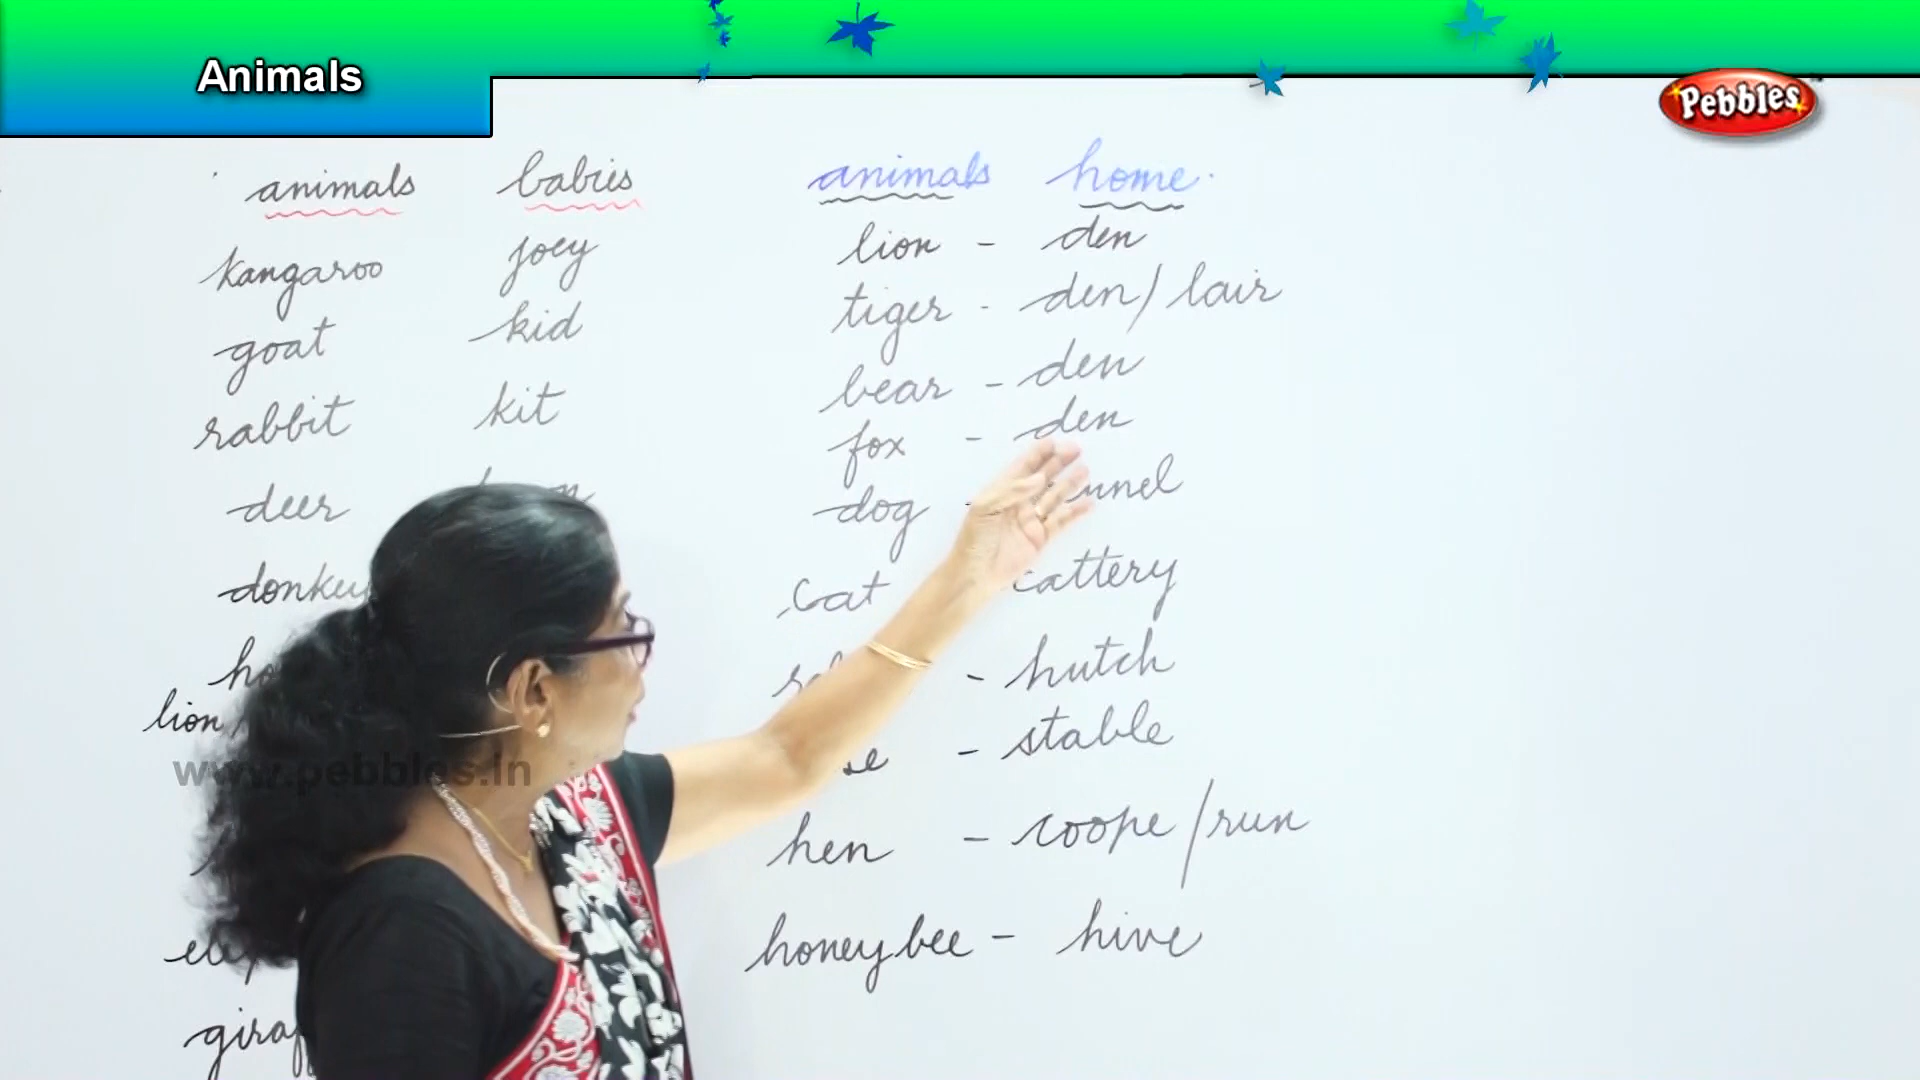 Animals
Pebbles
animals babies
kangaroo joey
goat kid
rabbit kit
deer
donkey
lion
animals home.
lion - den
tiger - den/lair
bear - den
fox - den
dog -
cat cattery
- hutch
- stable
hen - coope/run
honeybee - hive
www.pebbles.in